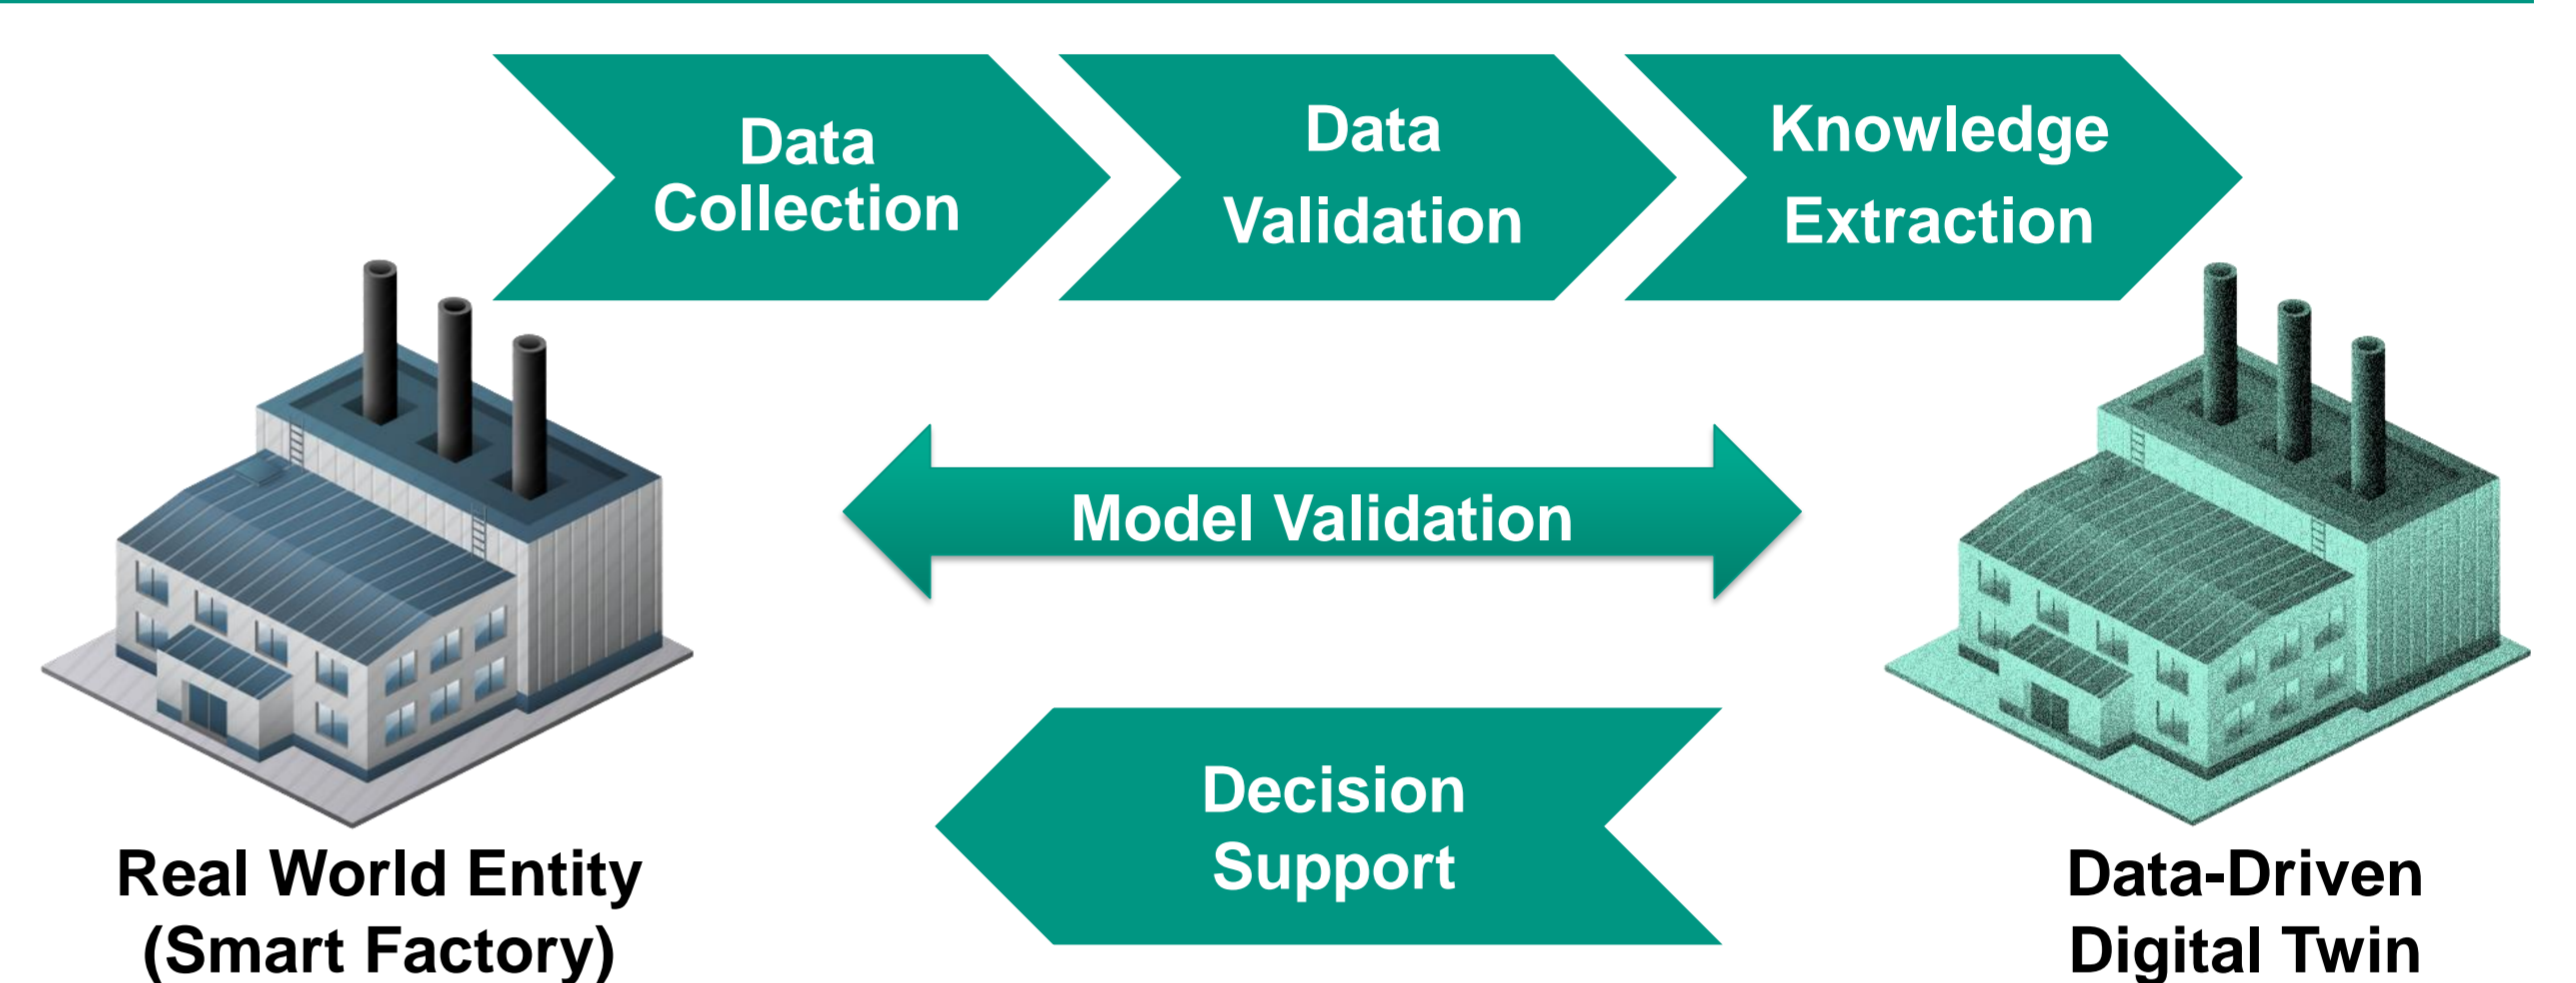 Data
Collection
Data
Validation
Knowledge
Extraction
Model Validation
Decision
Support
Real World Entity
(Smart Factory)
Data-Driven
Digital Twin